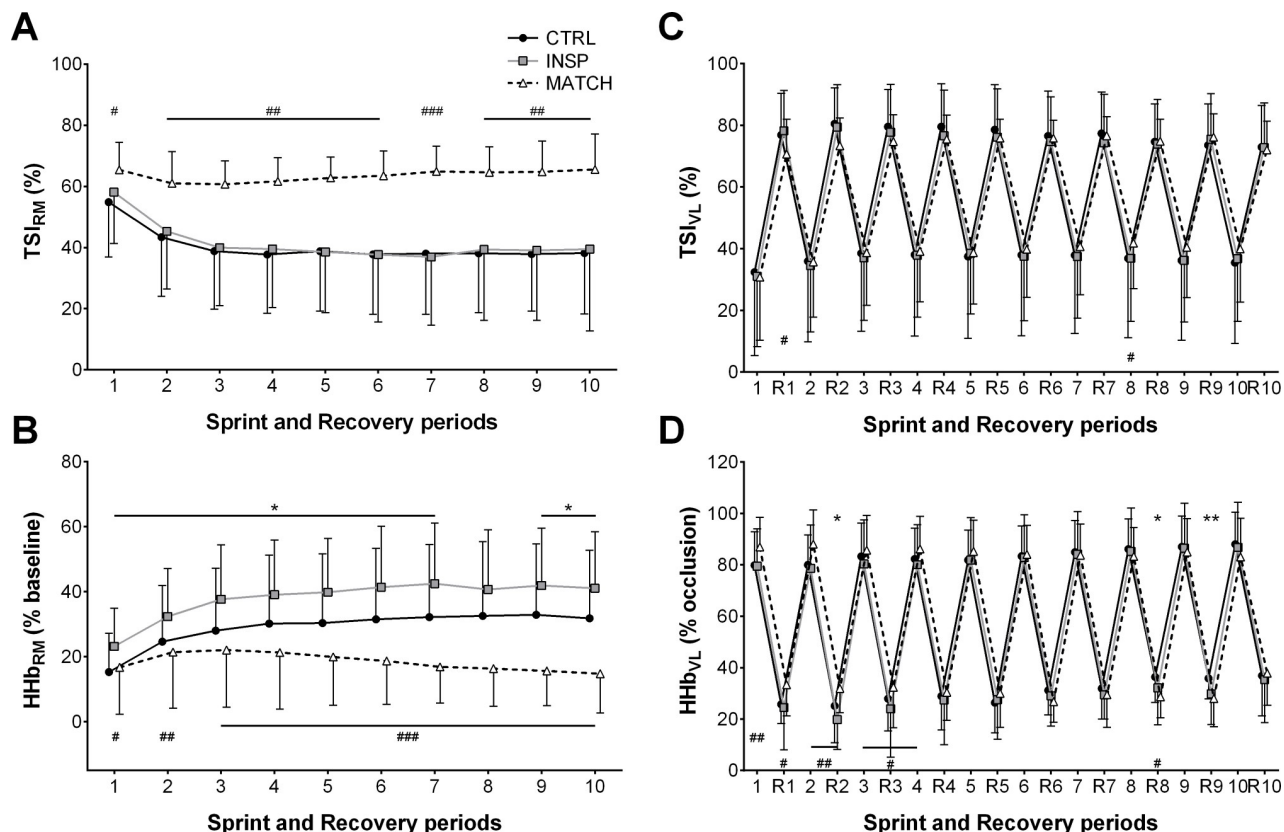 A
CTRL
INSP
MATCH
100
80
60
40
20
0
TSIRM (%)
#
##
###
##
1 2 3 4 5 6 7 8 9 10
Sprint and Recovery periods
B
80
60
40
20
0
HHbRM (% baseline)
*
*
#
##
###
1 2 3 4 5 6 7 8 9 10
Sprint and Recovery periods
C
100
80
60
40
20
0
TSIVL (%)
#
#
1 R1 2 R2 3 R3 4 R4 5 R5 6 R6 7 R7 8 R8 9 R9 10 R10
Sprint and Recovery periods
D
120
100
80
60
40
20
0
HHbVL (% occlusion)
*
*
**
##
#
##
#
#
1 R1 2 R2 3 R3 4 R4 5 R5 6 R6 7 R7 8 R8 9 R9 10 R10
Sprint and Recovery periods